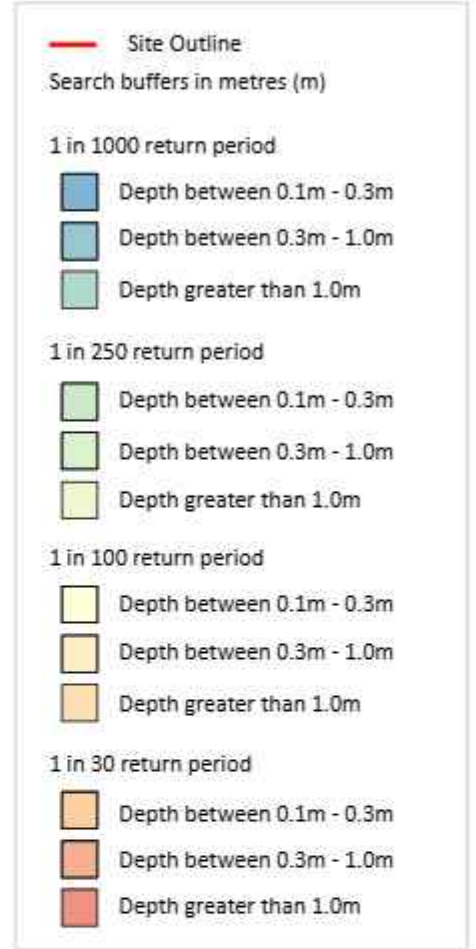 Site Outline
Search buffers in metres (m)
1 in 1000 return period
Depth between 0.1m - 0.3m
Depth between 0.3m - 1.0m
Depth greater than 1.0m
1 in 250 return period
Depth between 0.1m - 0.3m
Depth between 0.3m - 1.0m
Depth greater than 1.0m
1 in 100 return period
Depth between 0.1m - 0.3m
Depth between 0.3m - 1.0m
Depth greater than 1.0m
1 in 30 return period
Depth between 0.1m - 0.3m
Depth between 0.3m - 1.0m
Depth greater than 1.0m